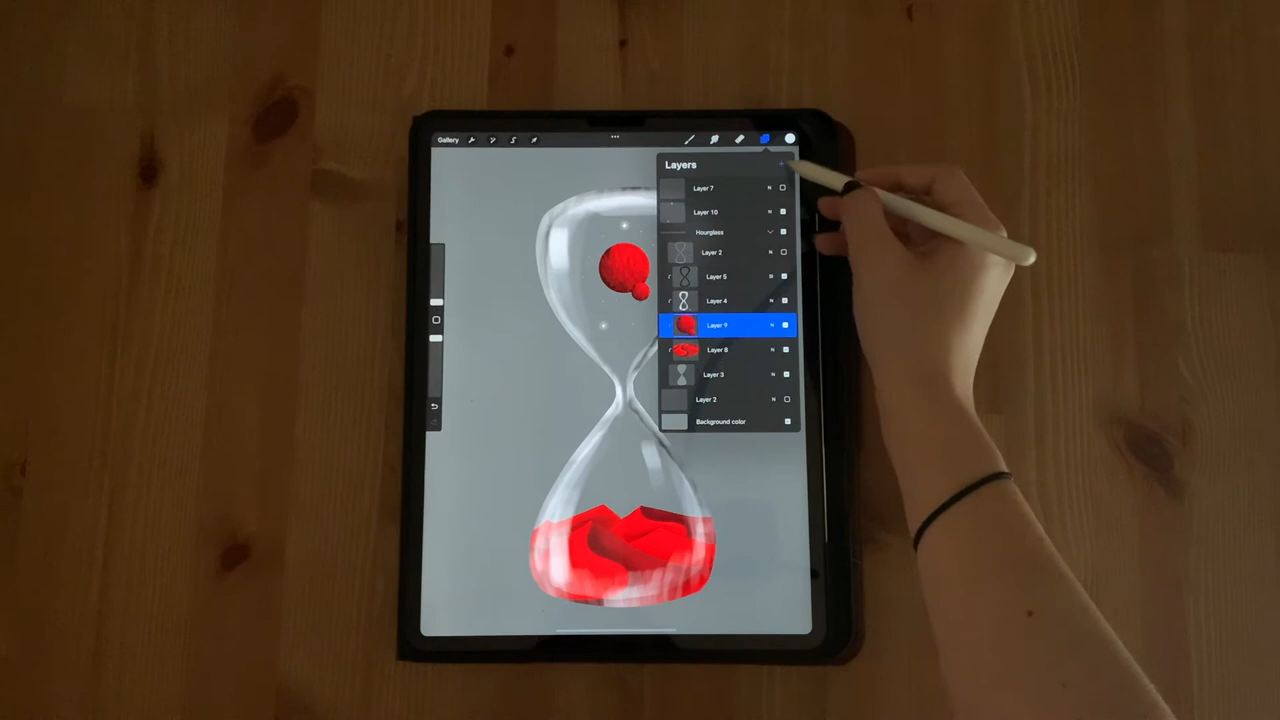 Gallery
Layers
Layer 7 N
Layer 10 N
Hourglass
Layer 2 N
Layer 5
Layer 4 N
Layer 9 N
Layer 8 N
Layer 3 N
Layer 2 N
Background color